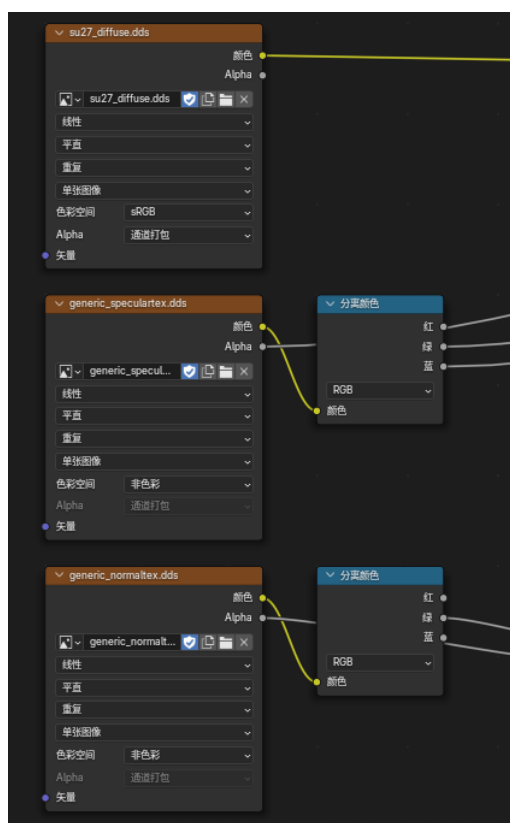 su27_diffuse.dds
颜色
Alpha
su27_diffuse.dds
线性
平直
重复
单张图像
色彩空间 sRGB
Alpha 通道打包
矢量
generic_speculartex.dds
颜色
Alpha
generic_specul...
线性
平直
重复
单张图像
色彩空间 非色彩
Alpha 通道打包
矢量
分离颜色
红
绿
蓝
RGB
颜色
generic_normaltex.dds
颜色
Alpha
generic_normalt...
线性
平直
重复
单张图像
色彩空间 非色彩
Alpha 通道打包
矢量
分离颜色
红
绿
蓝
RGB
颜色